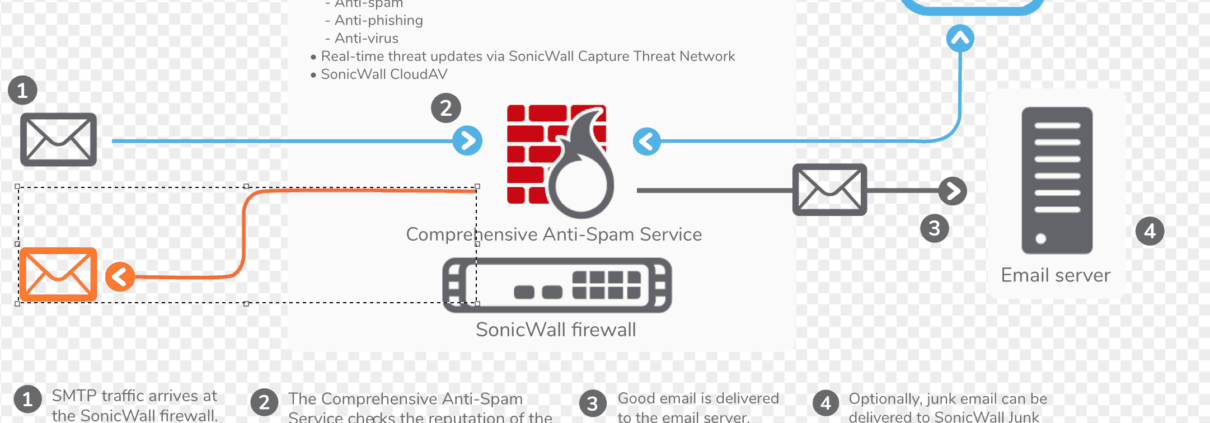 - Anti-spam
- Anti-phishing
- Anti-virus
• Real-time threat updates via SonicWall Capture Threat Network
• SonicWall CloudAV
1
2
Comprehensive Anti-Spam Service
SonicWall firewall
3
4
Email server
1 SMTP traffic arrives at
the SonicWall firewall.
2 The Comprehensive Anti-Spam
Service checks the reputation of the
3 Good email is delivered
to the email server.
4 Optionally, junk email can be
delivered to SonicWall Junk